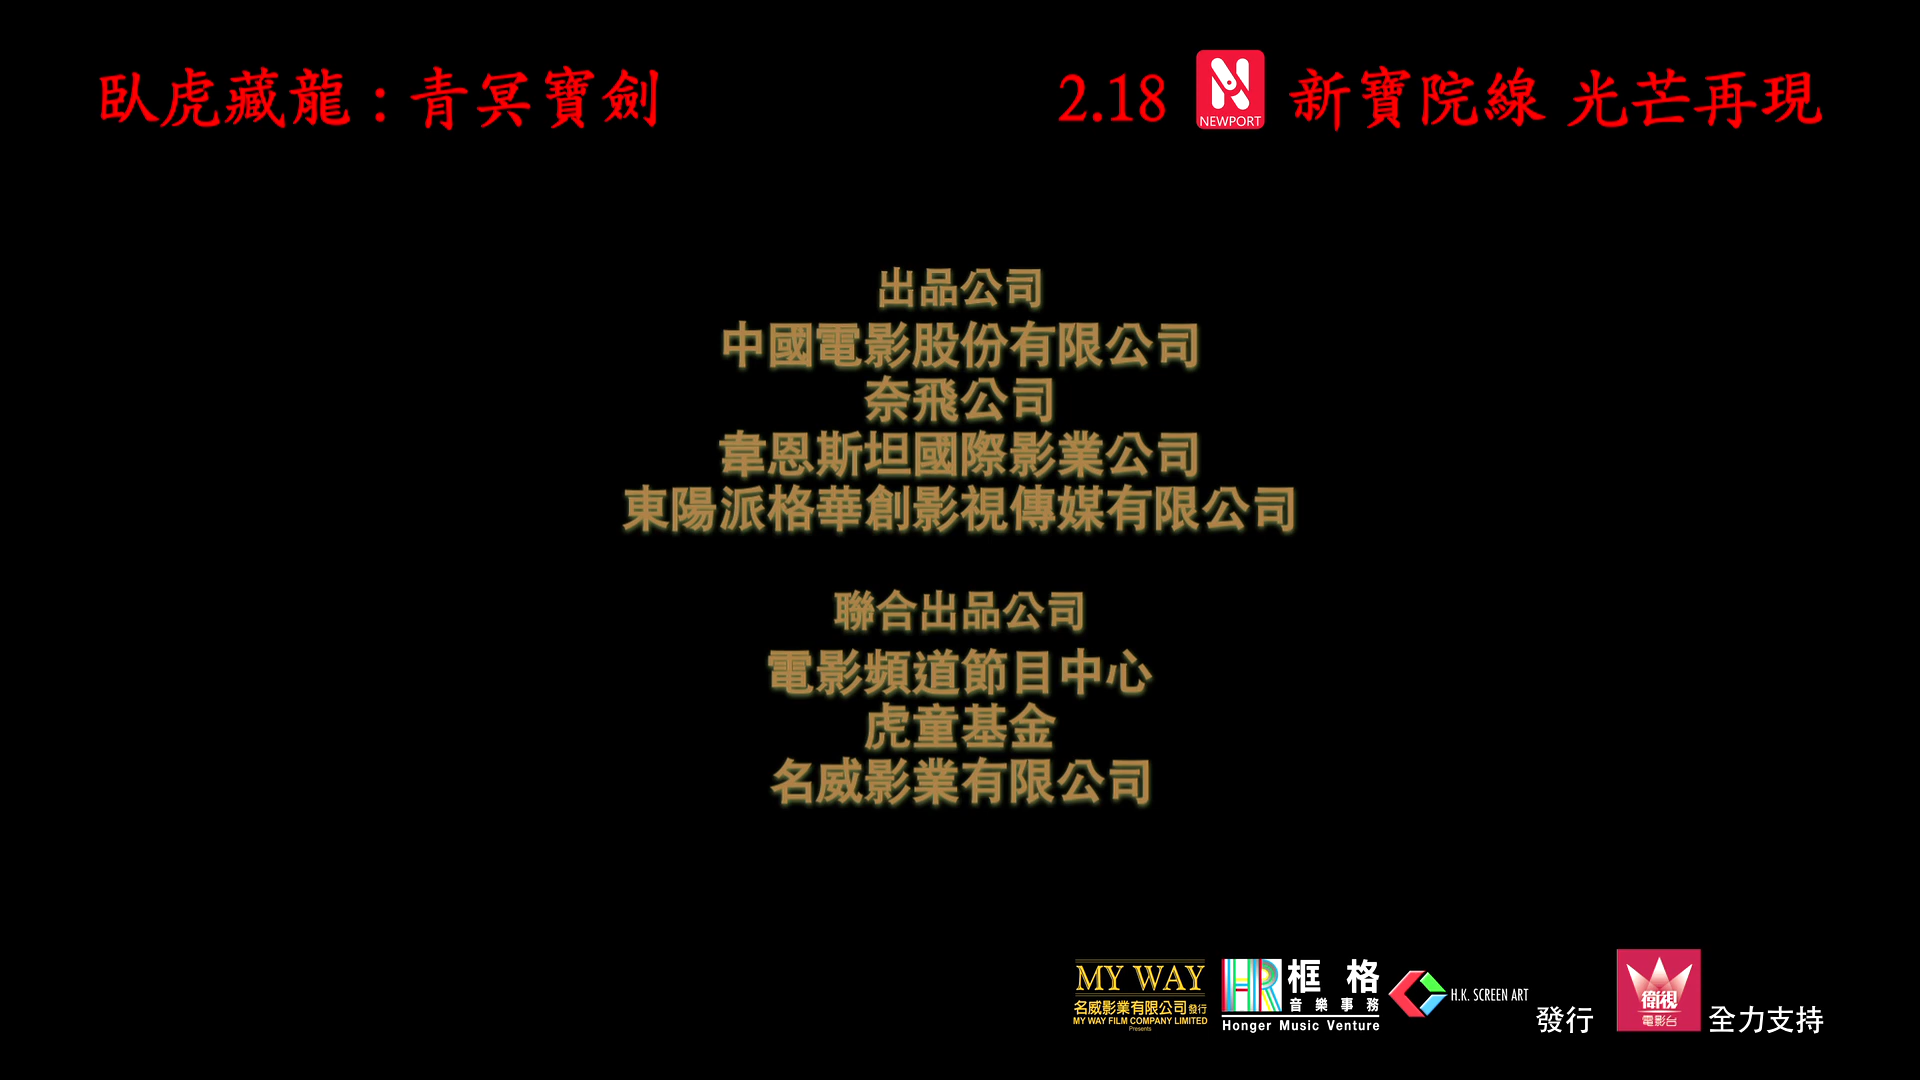 臥虎藏龍：青冥寶劍
2.18 NEWPORT 新寶院線 光芒再現
出品公司
中國電影股份有限公司
奈飛公司
韋恩斯坦國際影業公司
東陽派格華創影視傳媒有限公司
聯合出品公司
電影頻道節目中心
虎童基金
名威影業有限公司
MY WAY
名威影業有限公司發行
MY WAY FILM COMPANY LIMITED
Presents
HR 框格
音樂事務
Honger Music Venture
H.K. SCREEN ART
發行
衛視
電影台
全力支持